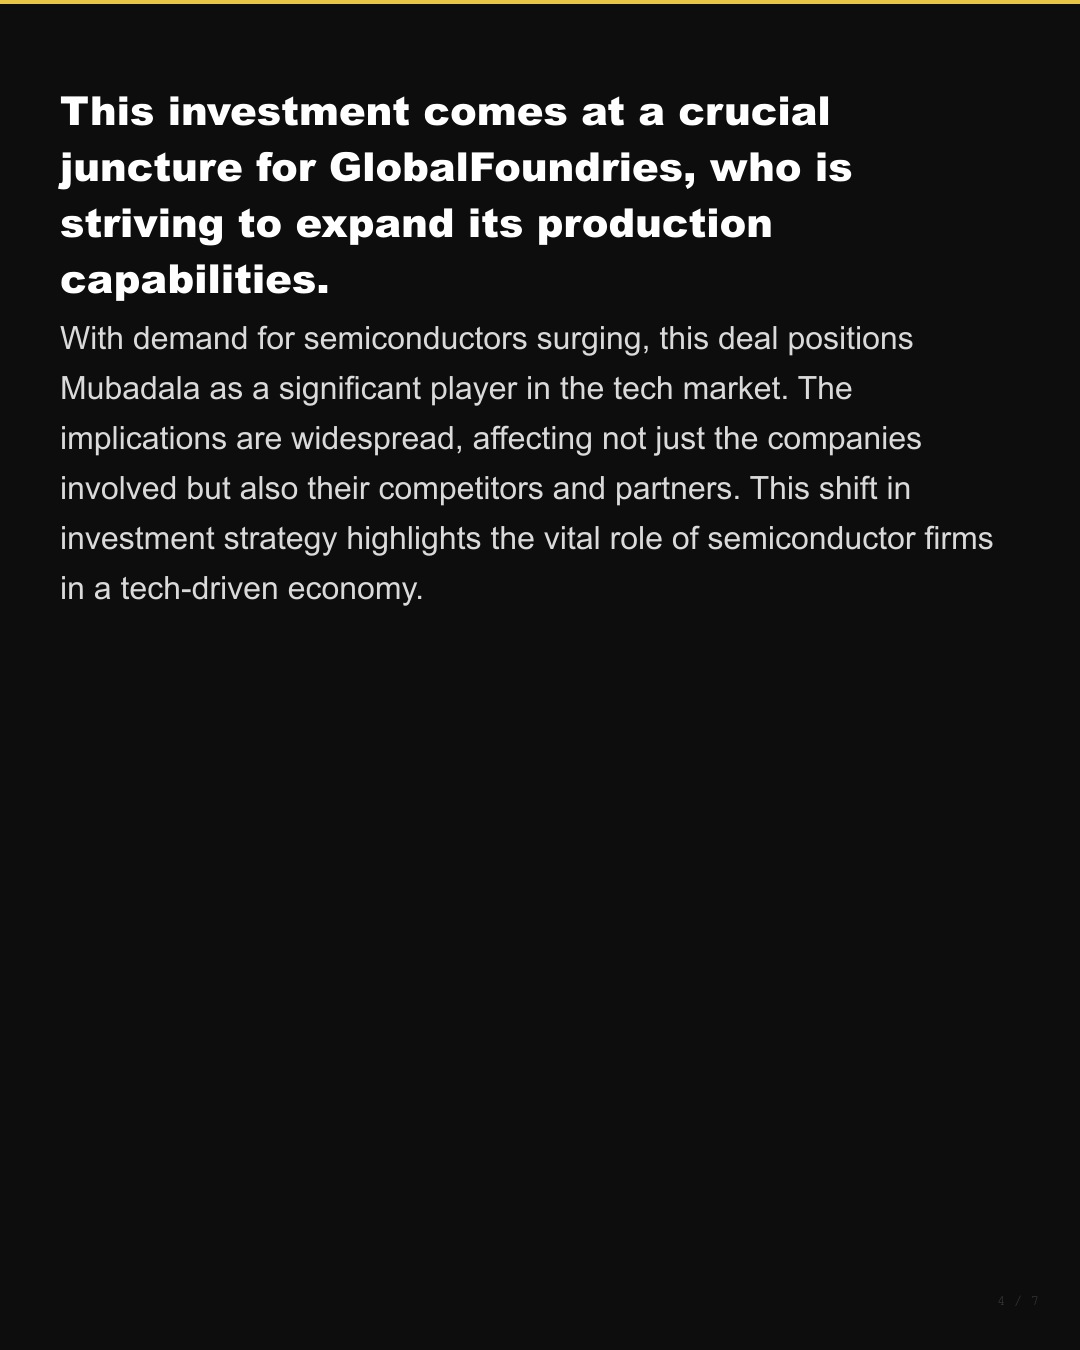 This investment comes at a crucial
juncture for GlobalFoundries, who is
striving to expand its production
capabilities.
With demand for semiconductors surging, this deal positions
Mubadala as a significant player in the tech market. The
implications are widespread, affecting not just the companies
involved but also their competitors and partners. This shift in
investment strategy highlights the vital role of semiconductor firms
in a tech-driven economy.
4 / 7